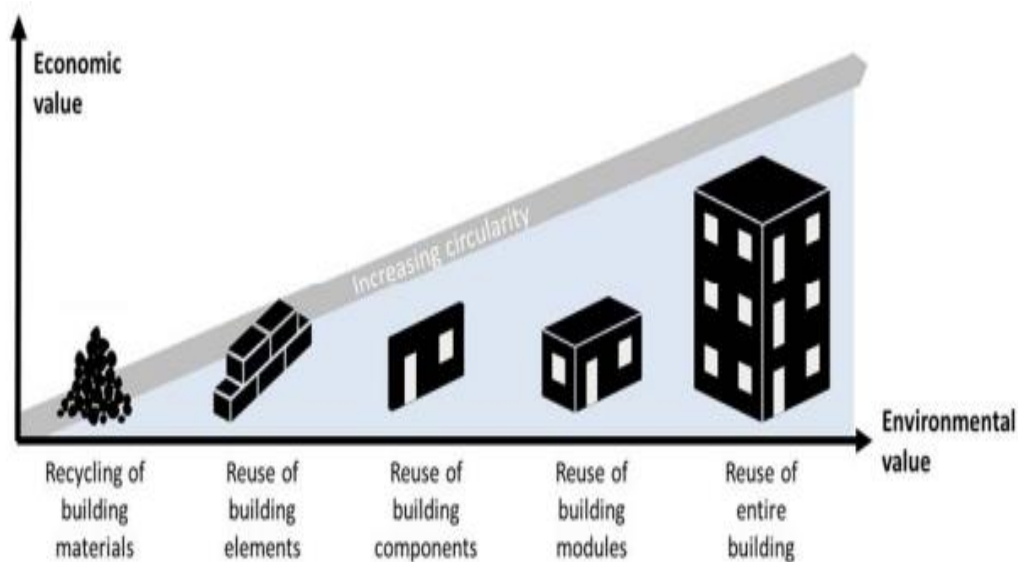 Economic
value
Increasing circularity
Environmental
value
Recycling of
building
materials
Reuse of
building
elements
Reuse of
building
components
Reuse of
building
modules
Reuse of
entire
building